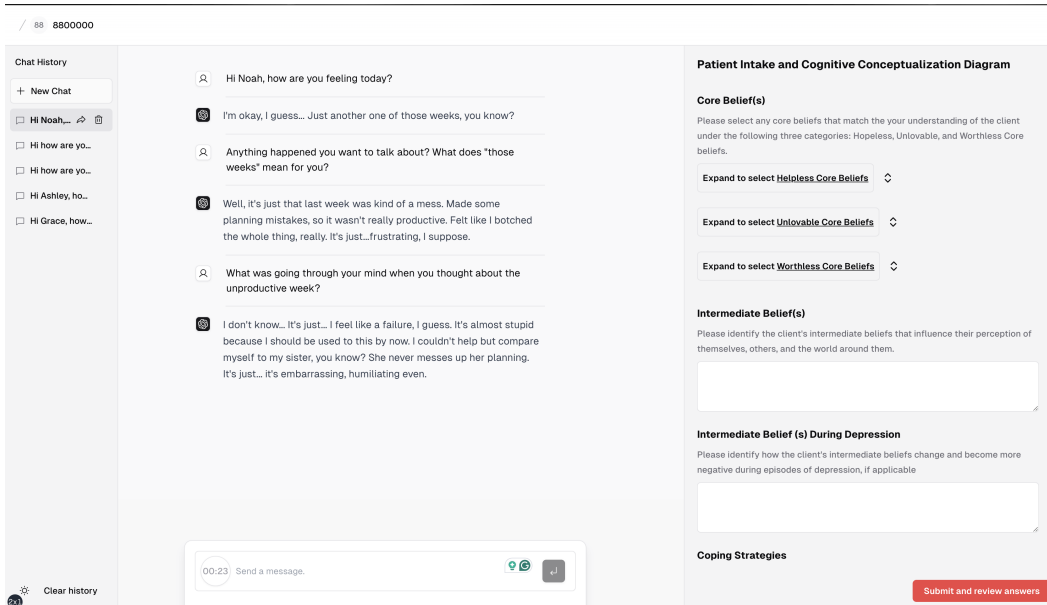 / 88 8800000
Chat History
+ New Chat
Hi Noah,...
Hi how are yo...
Hi how are yo...
Hi Ashley, ho...
Hi Grace, how...
Clear history
2x1
Hi Noah, how are you feeling today?
I'm okay, I guess... Just another one of those weeks, you know?
Anything happened you want to talk about? What does "those
weeks" mean for you?
Well, it's just that last week was kind of a mess. Made some
planning mistakes, so it wasn't really productive. Felt like I botched
the whole thing, really. It's just...frustrating, I suppose.
What was going through your mind when you thought about the
unproductive week?
I don't know... It's just... I feel like a failure, I guess. It's almost stupid
because I should be used to this by now. I couldn't help but compare
myself to my sister, you know? She never messes up her planning.
It's just... it's embarrassing, humiliating even.
00:23 Send a message.
Patient Intake and Cognitive Conceptualization Diagram
Core Belief(s)
Please select any core beliefs that match the your understanding of the client
under the following three categories: Hopeless, Unlovable, and Worthless Core
beliefs.
Expand to select Helpless Core Beliefs
Expand to select Unlovable Core Beliefs
Expand to select Worthless Core Beliefs
Intermediate Belief(s)
Please identify the client's intermediate beliefs that influence their perception of
themselves, others, and the world around them.
Intermediate Belief (s) During Depression
Please identify how the client's intermediate beliefs change and become more
negative during episodes of depression, if applicable
Coping Strategies
Submit and review answers